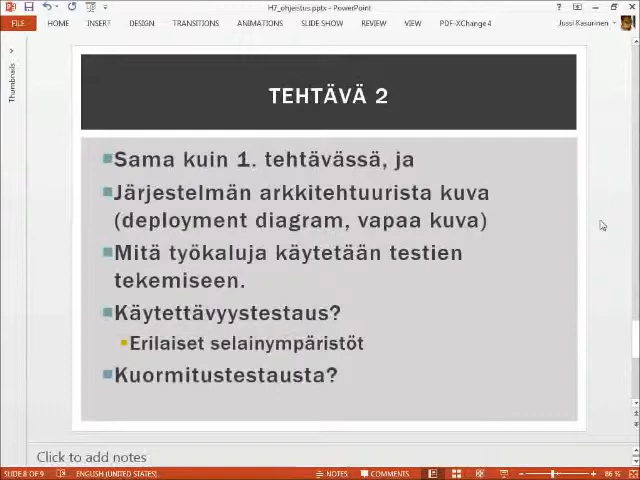 H7_ohjeistus.pptx - PowerPoint
FILE HOME INSERT DESIGN TRANSITIONS ANIMATIONS SLIDE SHOW REVIEW VIEW PDF-XChange 4 Jussi Kasurinen
Thumbnails
TEHTÄVÄ 2
Sama kuin 1. tehtävässä, ja
Järjestelmän arkkitehtuurista kuva
(deployment diagram, vapaa kuva)
Mitä työkaluja käytetään testien
tekemiseen.
Käytettävyystestaus?
Erilaiset selainympäristöt
Kuormitustestausta?
Click to add notes
SLIDE 8 OF 9 ENGLISH (UNITED STATES) NOTES COMMENTS 86 %